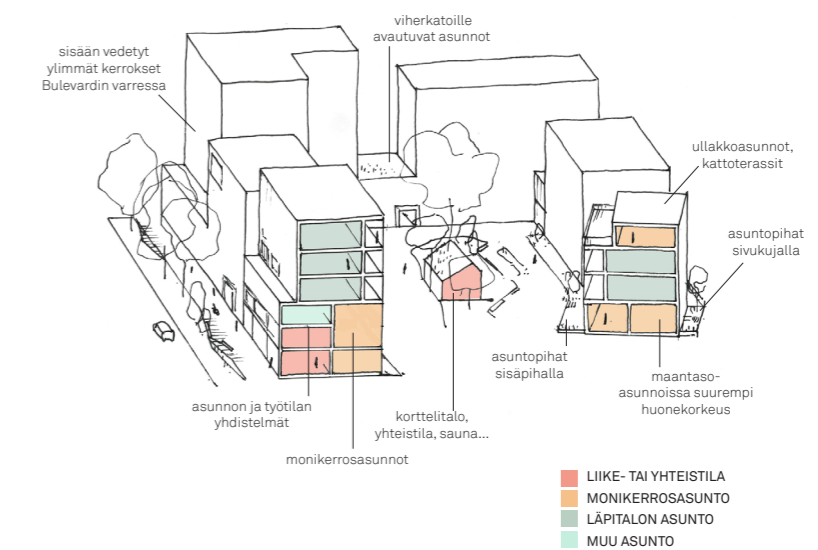 viherkatoille
avautuvat asunnot
sisään vedetyt
ylimmät kerrokset
Bulevardin varressa
ullakkoasunnot,
kattoterassit
asuntopihat
sivukujalla
asuntopihat
sisäpihalla
maantaso-
asunnoissa suurempi
huonekorkeus
asunnon ja työtilan
yhdistelmät
korttelitalo,
yhteistila, sauna...
monikerrosasunnot
LIIKE- TAI YHTEISTILA
MONIKERROSASUNTO
LÄPITALON ASUNTO
MUU ASUNTO